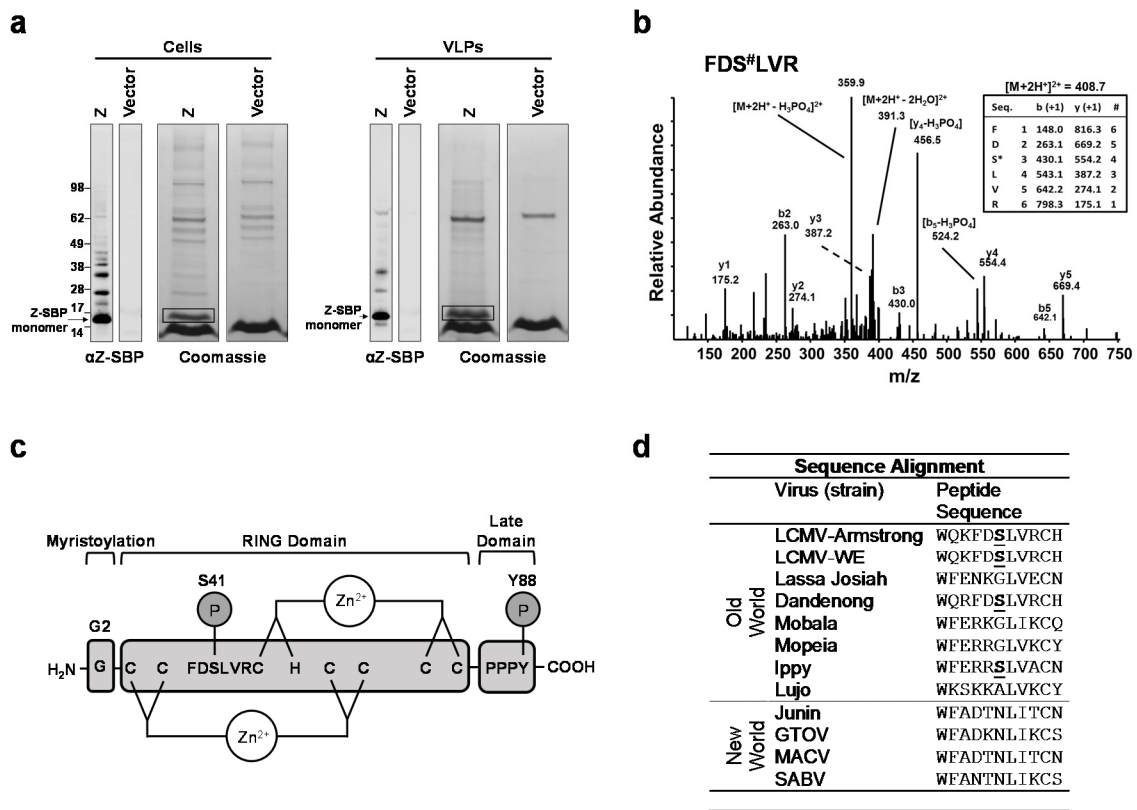 a
Cells
VLPs
Z
Vector
Z
Vector
Z
Vector
Z
Vector
98
62
49
38
28
17
14
Z-SBP
monomer
Z-SBP
monomer
αZ-SBP
Coomassie
αZ-SBP
Coomassie
b
FDS#LVR
[M+2H⁺]²⁺ = 408.7
Seq. b (+1) y (+1) #
F 1 148.0 816.3 6
D 2 263.1 669.2 5
S* 3 430.1 554.2 4
L 4 543.1 387.2 3
V 5 642.2 274.1 2
R 6 798.3 175.1 1
359.9
[M+2H⁺ - H₃PO₄]²⁺
[M+2H⁺ - 2H₂O]²⁺
391.3
[y₄-H₃PO₄]
456.5
b2
263.0
y3
387.2
[b₅-H₃PO₄]
524.2
y1
175.2
y2
274.1
b3
430.0
y4
554.4
b5
642.1
y5
669.4
Relative Abundance
150 200 250 300 350 400 450 500 550 600 650 700 750
m/z
c
Myristoylation
RING Domain
Late
Domain
S41
Y88
P
Zn²⁺
P
G2
H₂N
G
C C FDSLVRC H C C C C
PPPY
COOH
Zn²⁺
d
Sequence Alignment
Virus (strain) Peptide
Sequence
Old
World
LCMV-Armstrong WQKFDSLVRCH
LCMV-WE WQKFDSLVRCH
Lassa Josiah WFENKGLVECN
Dandenong WQRFDSLVRCH
Mobala WFERKGLIKCQ
Mopeia WFERRGLVKCY
Ippy WFERRSLVACN
Lujo WKSKKALVKCY
New
World
Junin WFADTNLITCN
GTOV WFADKNLIKCS
MACV WFADTNLITCN
SABV WFANTNLIKCS